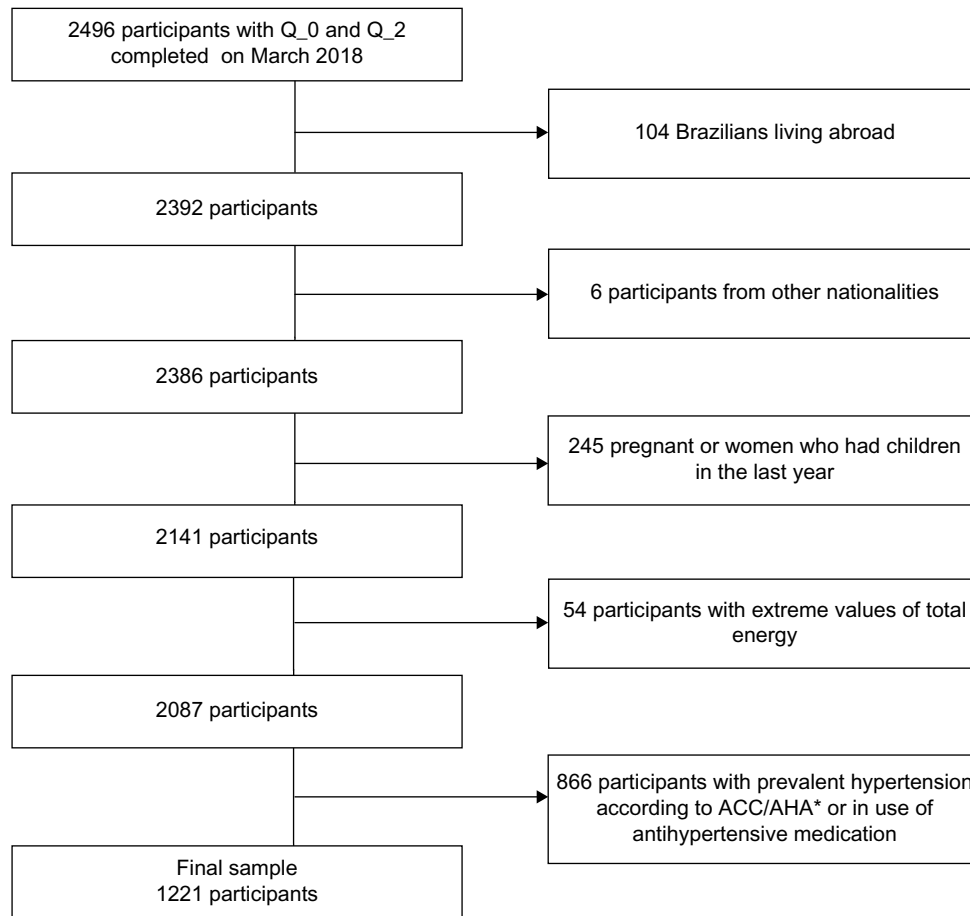 2496 participants with Q_0 and Q_2
completed on March 2018
104 Brazilians living abroad
2392 participants
6 participants from other nationalities
2386 participants
245 pregnant or women who had children
in the last year
2141 participants
54 participants with extreme values of total
energy
2087 participants
866 participants with prevalent hypertension
according to ACC/AHA* or in use of
antihypertensive medication
Final sample
1221 participants